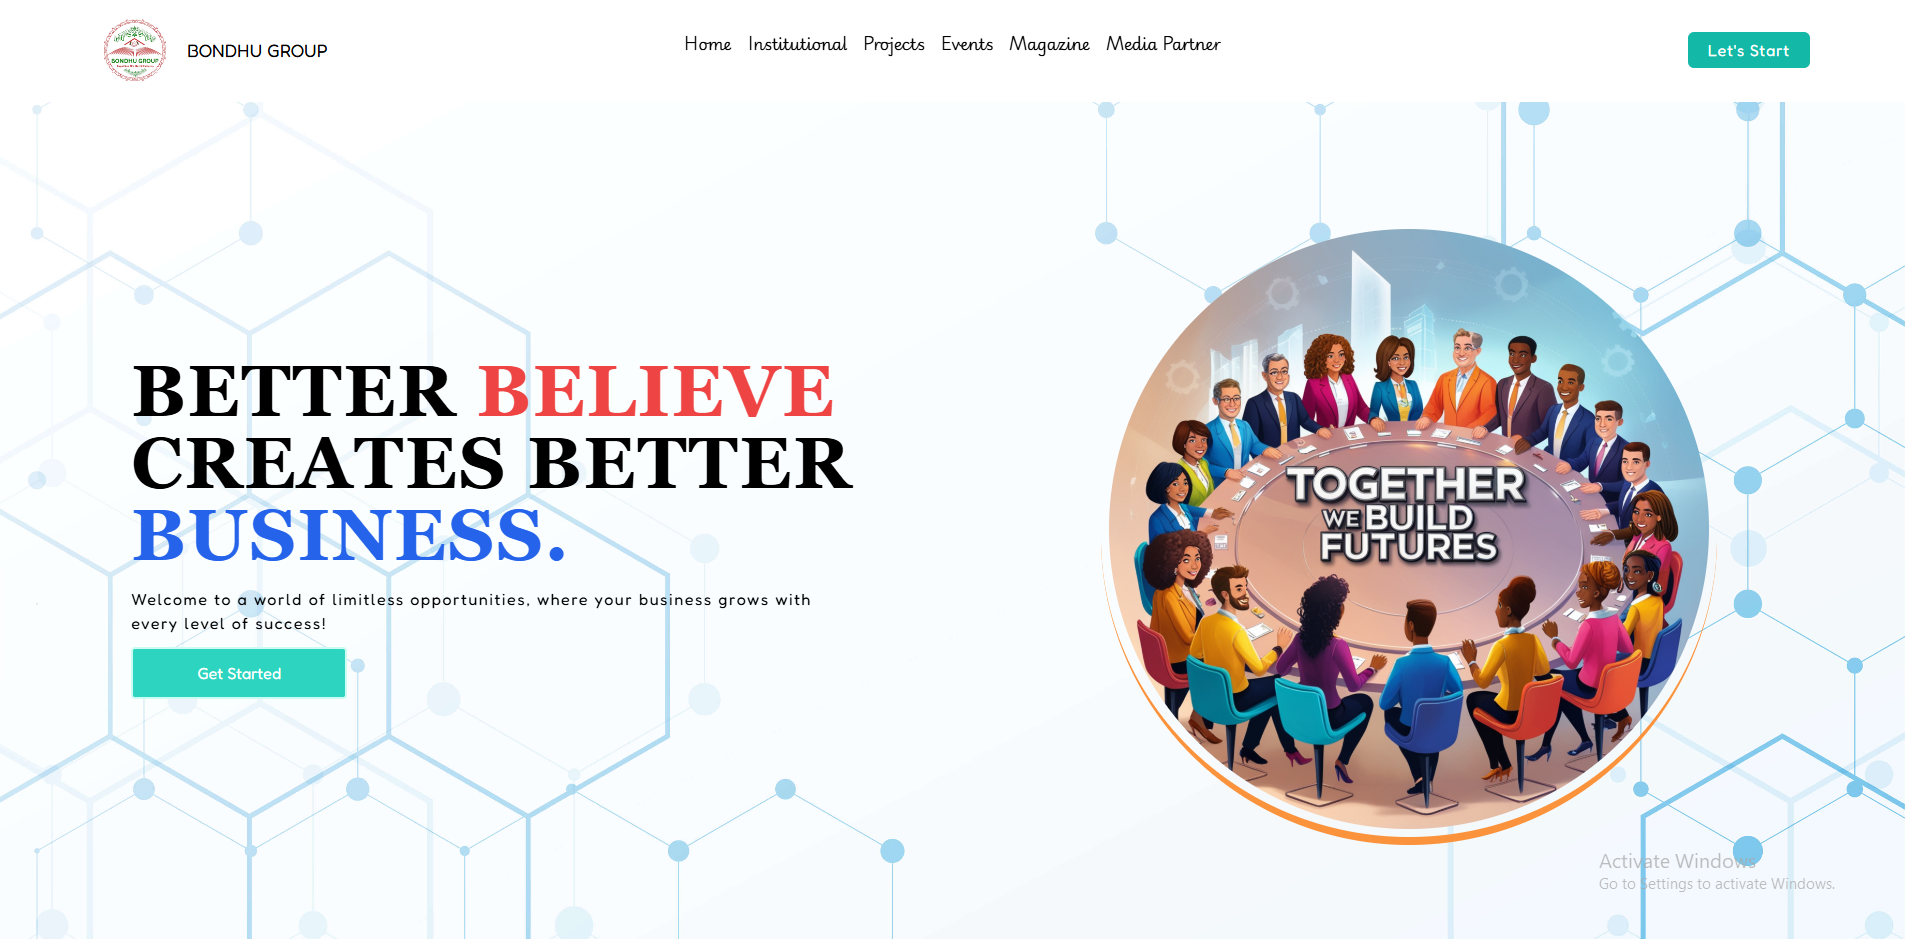 BONDHU GROUP
BONDHU GROUP
Home Institutional Projects Events Magazine Media Partner
Let's Start
BETTER BELIEVE
CREATES BETTER
BUSINESS.
Welcome to a world of limitless opportunities, where your business grows with
every level of success!
Get Started
TOGETHER
WE BUILD
FUTURES
Activate Windows
Go to Settings to activate Windows.